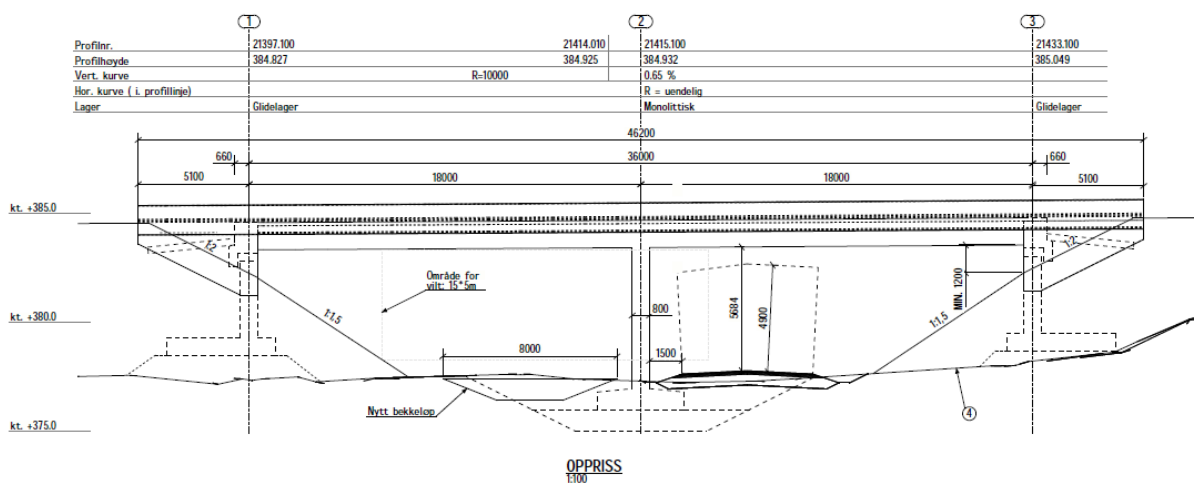 1 2 3
Profilnr. 21397.100 21414.010 21415.100 21433.100
Profilhøyde 384.827 384.925 384.932 385.049
Vert. kurve R=10000 0.65 %
Hor. kurve ( i. profillinje) R = uendelig
Lager Glidelager Monolittisk Glidelager
46200
660 36000 660
5100 18000 18000 5100
kt. +385.0
1:2 1:2
Område for
vilt: 15*5m
MIN. 1200
kt. +380.0
1:1,5 800 5684 4900 1:1,5
8000 1500
Nytt bekkeløp 4
kt. +375.0
OPPRISS
1:100